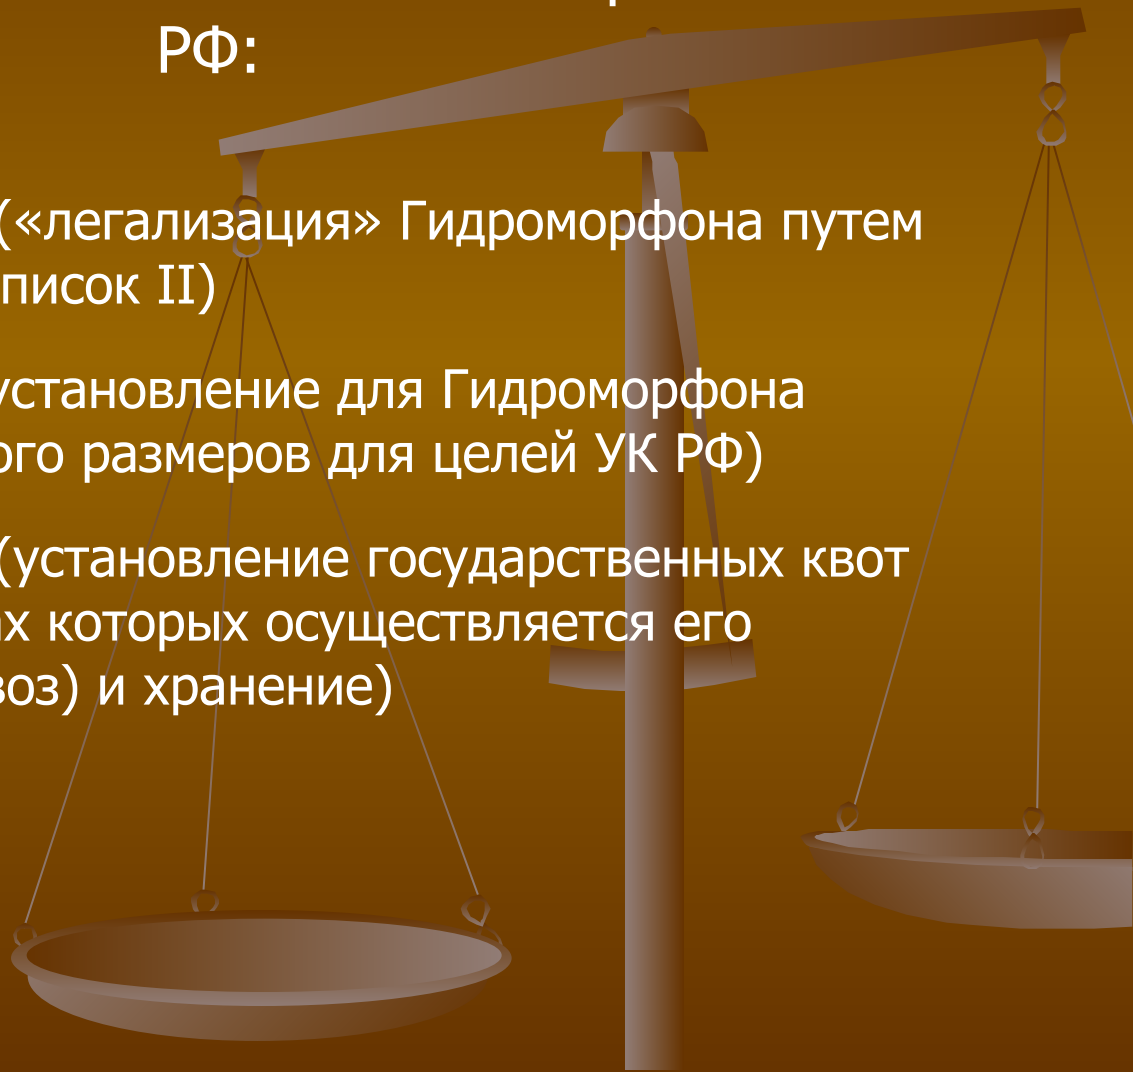 РФ:
(«легализация» Гидроморфона путем
писок II)
установление для Гидроморфона
ого размеров для целей УК РФ)
(установление государственных квот
ах которых осуществляется его
воз) и хранение)